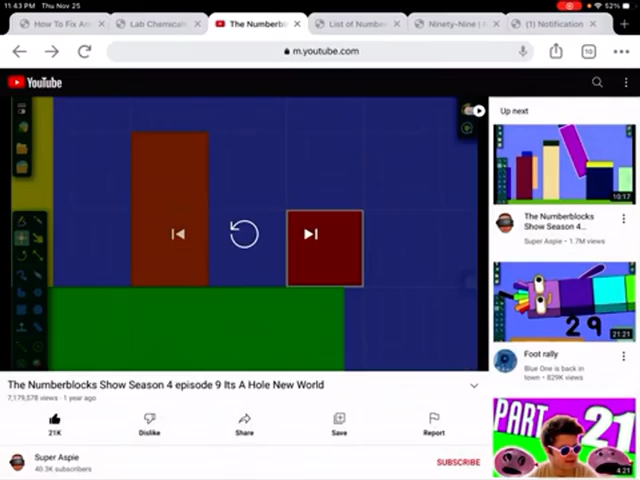 11:43 PM Thu Nov 25
52%
How To Fix An
Lab Chemical
The Numberbl
List of Number
Ninety-Nine |
(1) Notification
m.youtube.com
10
YouTube
Up next
10:17
The Numberblocks
Show Season 4...
Super Aspie · 1.7M views
29
21:21
Foot rally
Blue One is back in
town · 829K views
PART 21
4:21
The Numberblocks Show Season 4 episode 9 Its A Hole New World
7,179,578 views · 1 year ago
21K
Dislike
Share
Save
Report
Super Aspie
40.3K subscribers
SUBSCRIBE